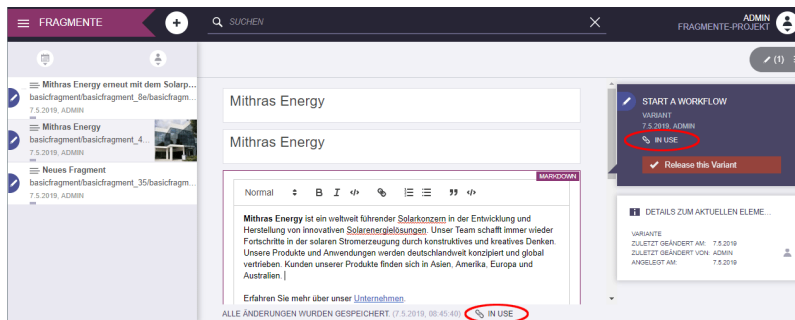 FRAGMENTE
SUCHEN
ADMIN
FRAGMENTE-PROJEKT
(1)
Mithras Energy erneut mit dem Solarp...
basicfragment/basicfragment_8e/basicfragm...
7.5.2019, ADMIN
Mithras Energy
basicfragment/basicfragment_4...
7.5.2019, ADMIN
Neues Fragment
basicfragment/basicfragment_35/basicfragm...
7.5.2019, ADMIN
Mithras Energy
Mithras Energy
MARKDOWN
Normal
Mithras Energy ist ein weltweit führender Solarkonzern in der Entwicklung und
Herstellung von innovativen Solarenergielösungen. Unser Team schafft immer wieder
Fortschritte in der solaren Stromerzeugung durch konstruktives und kreatives Denken.
Unsere Produkte und Anwendungen werden deutschlandweit konzipiert und global
vertrieben. Kunden unserer Produkte finden sich in Asien, Amerika, Europa und
Australien.
Erfahren Sie mehr über unser Unternehmen.
ALLE ÄNDERUNGEN WURDEN GESPEICHERT. (7.5.2019, 08:45:40) IN USE
START A WORKFLOW
VARIANT
7.5.2019, ADMIN
IN USE
Release this Variant
DETAILS ZUM AKTUELLEN ELEME...
VARIANTE
ZULETZT GEÄNDERT AM: 7.5.2019
ZULETZT GEÄNDERT VON: ADMIN
ANGELEGT AM: 7.5.2019